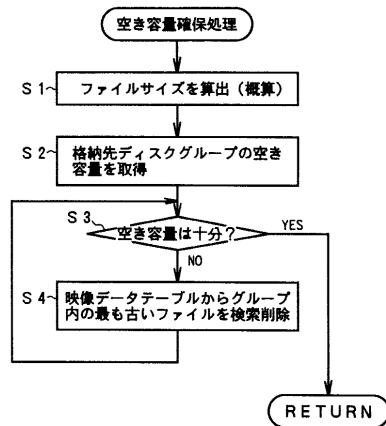 空き容量確保処理
S1
ファイルサイズを算出（概算）
S2
格納先ディスクグループの空き
容量を取得
S3
空き容量は十分？
YES
NO
S4
映像データテーブルからグループ
内の最も古いファイルを検索削除
RETURN